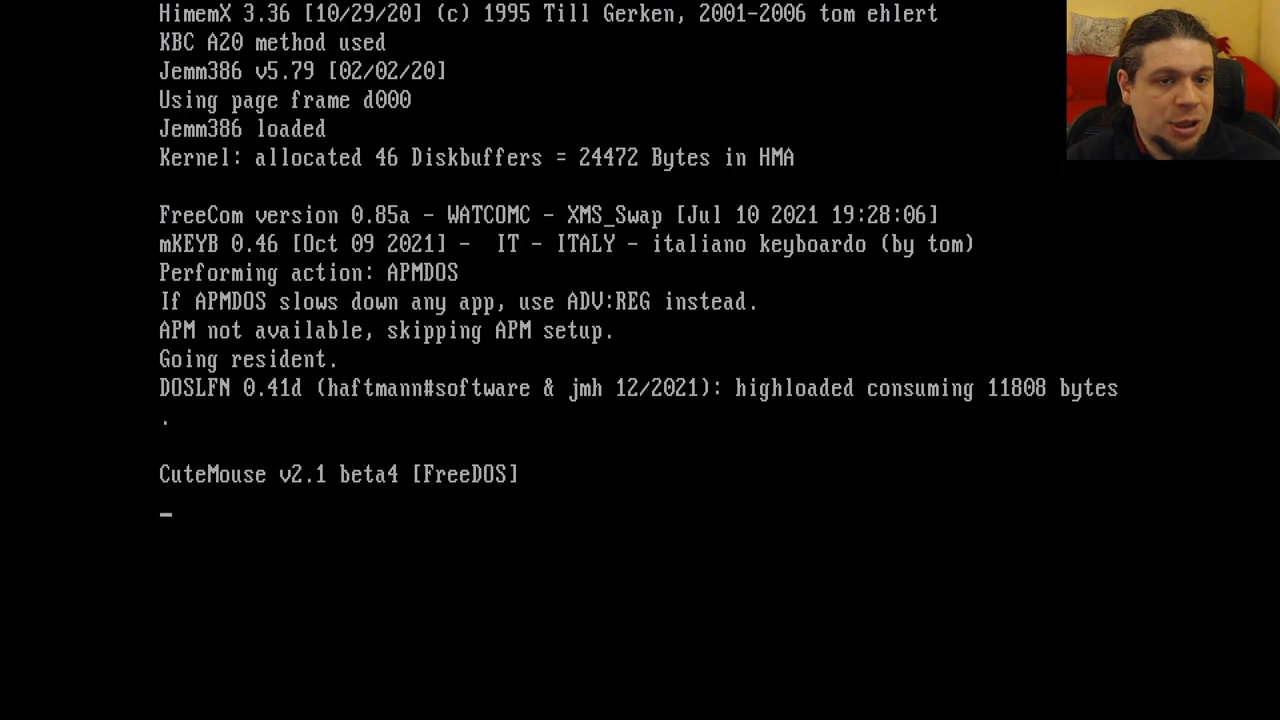 HimemX 3.36 [10/29/20] (c) 1995 Till Gerken, 2001-2006 tom ehlert
KBC A20 method used
Jemm386 v5.79 [02/02/20]
Using page frame d000
Jemm386 loaded
Kernel: allocated 46 Diskbuffers = 24472 Bytes in HMA
FreeCom version 0.85a - WATCOMC - XMS_Swap [Jul 10 2021 19:28:06]
mKEYB 0.46 [Oct 09 2021] -  IT - ITALY - italiano keyboardo (by tom)
Performing action: APMDOS
If APMDOS slows down any app, use ADV:REG instead.
APM not available, skipping APM setup.
Going resident.
DOSLFN 0.41d (haftmann#software & jmh 12/2021): highloaded consuming 11808 bytes
.
CuteMouse v2.1 beta4 [FreeDOS]
_